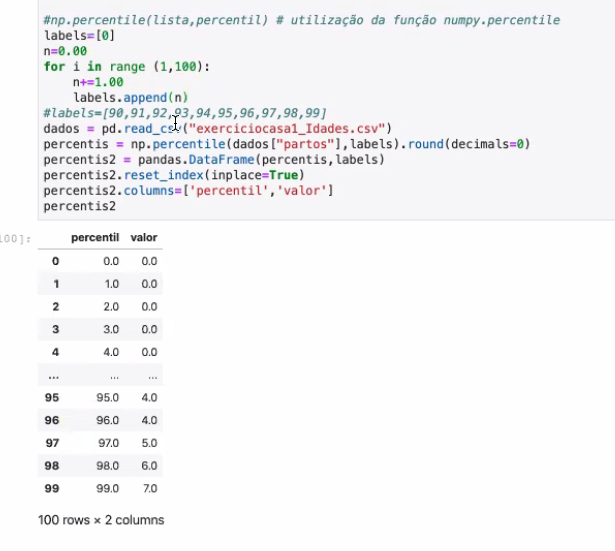 #np.percentile(lista,percentil) # utilização da função numpy.percentile
labels=[0]
n=0.00
for i in range (1,100):
    n+=1.00
    labels.append(n)
#labels=[90,91,92,93,94,95,96,97,98,99]
dados = pd.read_csv("exerciciocasa1_Idades.csv")
percentis = np.percentile(dados["partos"],labels).round(decimals=0)
percentis2 = pandas.DataFrame(percentis,labels)
percentis2.reset_index(inplace=True)
percentis2.columns=['percentil','valor']
percentis2
100]:
percentil valor
0 0.0 0.0
1 1.0 0.0
2 2.0 0.0
3 3.0 0.0
4 4.0 0.0
... ... ...
95 95.0 4.0
96 96.0 4.0
97 97.0 5.0
98 98.0 6.0
99 99.0 7.0
100 rows × 2 columns